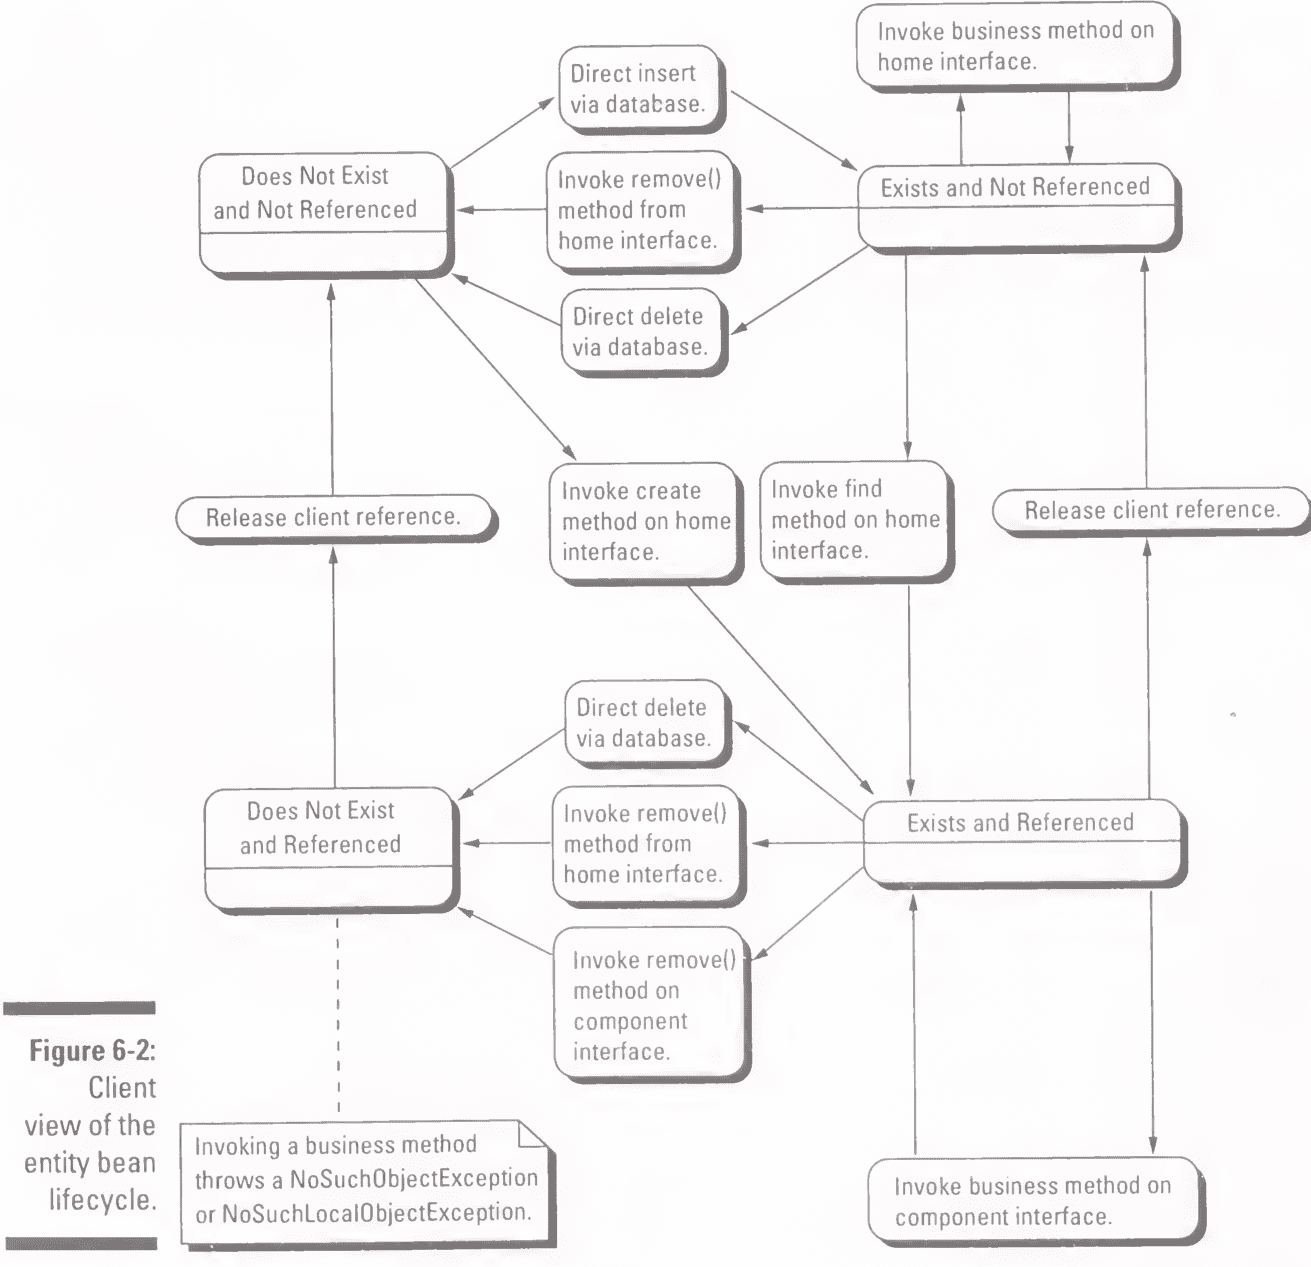 Invoke business method on
home interface.
Direct insert
via database.
Does Not Exist
and Not Referenced
Invoke remove()
method from
home interface.
Exists and Not Referenced
Direct delete
via database.
Invoke create
method on home
interface.
Invoke find
method on home
interface.
Release client reference.
Release client reference.
Direct delete
via database.
Does Not Exist
and Referenced
Invoke remove()
method from
home interface.
Exists and Referenced
Invoke remove()
method on
component
interface.
Figure 6-2:
Client
view of the
entity bean
lifecycle.
Invoking a business method
throws a NoSuchObjectException
or NoSuchLocalObjectException.
Invoke business method on
component interface.